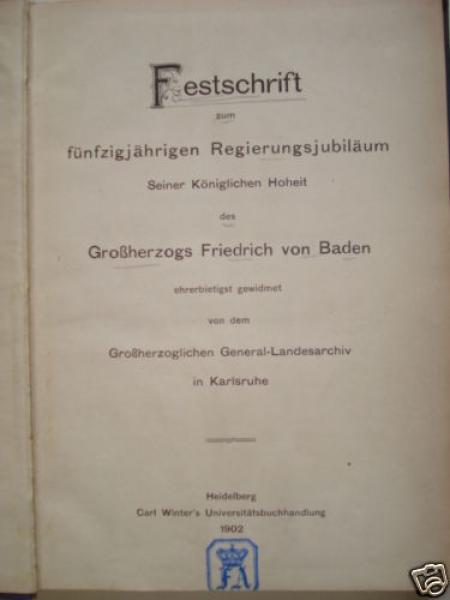 Festschrift
zum
fünfzigjährigen Regierungsjubiläum
Seiner Königlichen Hoheit
des
Großherzogs Friedrich von Baden
ehrerbietigst gewidmet
von dem
Großherzoglichen General-Landesarchiv
in Karlsruhe
Heidelberg
Carl Winter's Universitätsbuchhandlung
1902